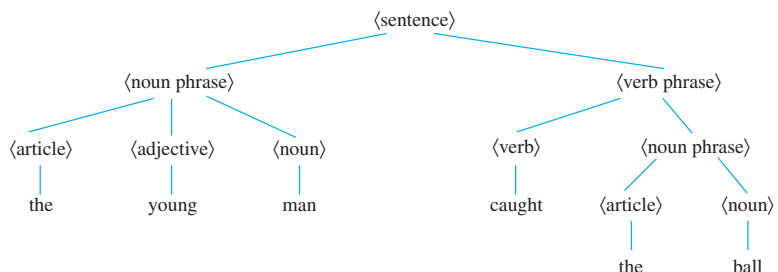 ⟨sentence⟩
⟨noun phrase⟩ ⟨verb phrase⟩
⟨article⟩ ⟨adjective⟩ ⟨noun⟩ ⟨verb⟩ ⟨noun phrase⟩
the young man caught ⟨article⟩ ⟨noun⟩
the ball